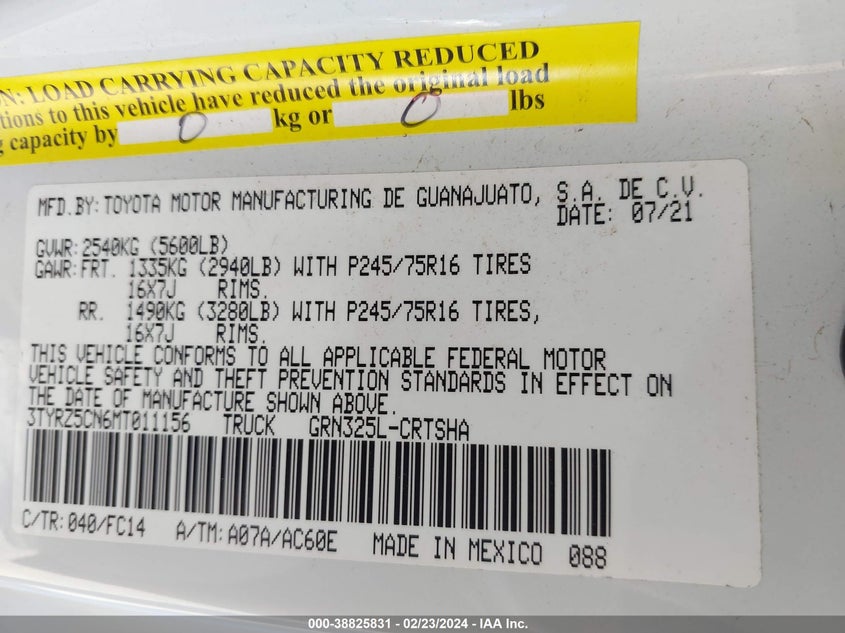 N: LOAD CARRYING CAPACITY REDUCED
tions to this vehicle have reduced the original load
g capacity by 0 kg or 0 lbs
MFD.BY: TOYOTA MOTOR MANUFACTURING DE GUANAJUATO, S.A. DE C.V.
DATE: 07/21
GVWR: 2540KG (5600LB)
GAWR: FRT. 1335KG (2940LB) WITH P245/75R16 TIRES
16X7J RIMS.
RR. 1490KG (3280LB) WITH P245/75R16 TIRES,
16X7J RIMS.
THIS VEHICLE CONFORMS TO ALL APPLICABLE FEDERAL MOTOR
VEHICLE SAFETY AND THEFT PREVENTION STANDARDS IN EFFECT ON
THE DATE OF MANUFACTURE SHOWN ABOVE.
3TYRZ5CN6MT011156 TRUCK GRN325L-CRTSHA
C/TR: 040/FC14 A/TM: A07A/AC60E MADE IN MEXICO 088
000-38825831 - 02/23/2024 - IAA Inc.